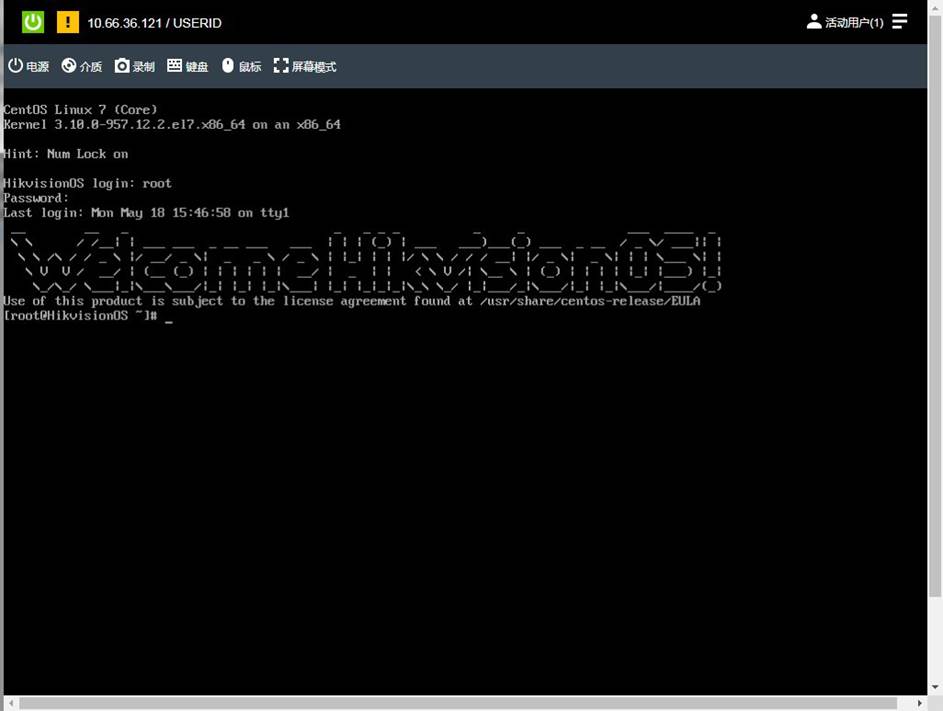 10.66.36.121 / USERID
活动用户(1)
电源 介质 录制 键盘 鼠标 屏幕模式
CentOS Linux 7 (Core)
Kernel 3.10.0-957.12.2.el7.x86_64 on an x86_64
Hint: Num Lock on
HikvisionOS login: root
Password:
Last login: Mon May 18 15:46:58 on tty1
Welcome HikvisionOS!
Use of this product is subject to the license agreement found at /usr/share/centos-release/EULA
[root@HikvisionOS ~]# _